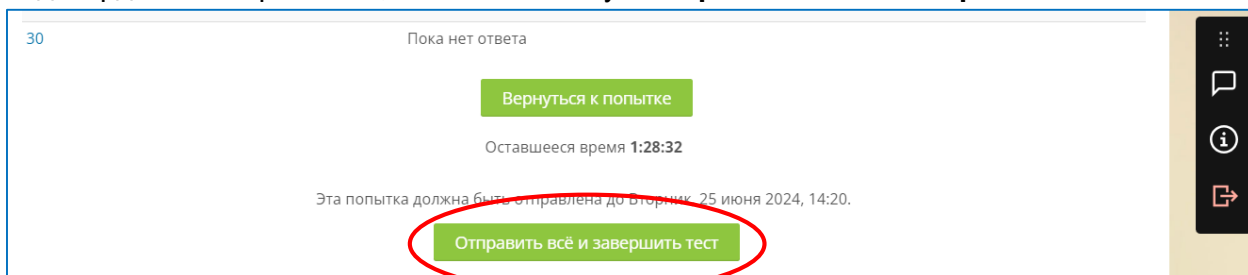 30 Пока нет ответа
Вернуться к попытке
Оставшееся время 1:28:32
Эта попытка должна быть отправлена до Вторник, 25 июня 2024, 14:20.
Отправить всё и завершить тест